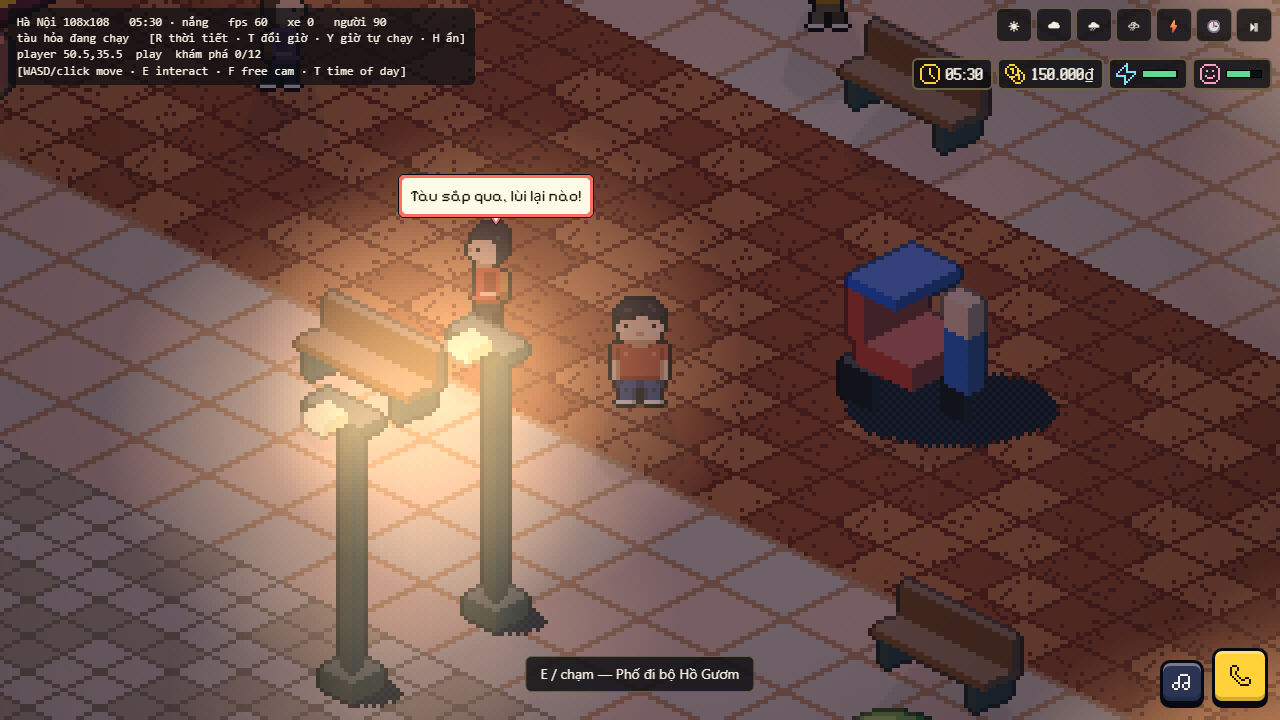 Hà Nội 108x108   05:30 · nắng   fps 60   xe 0   người 90
tàu hỏa đang chạy   [R thời tiết · T đổi giờ · Y giờ tự chạy · H ẩn]
player 50.5,35.5  play  khám phá 0/12
[WASD/click move · E interact · F free cam · T time of day]
05:30
150.000₫
Tàu sắp qua, lùi lại nào!
E / chạm — Phố đi bộ Hồ Gươm